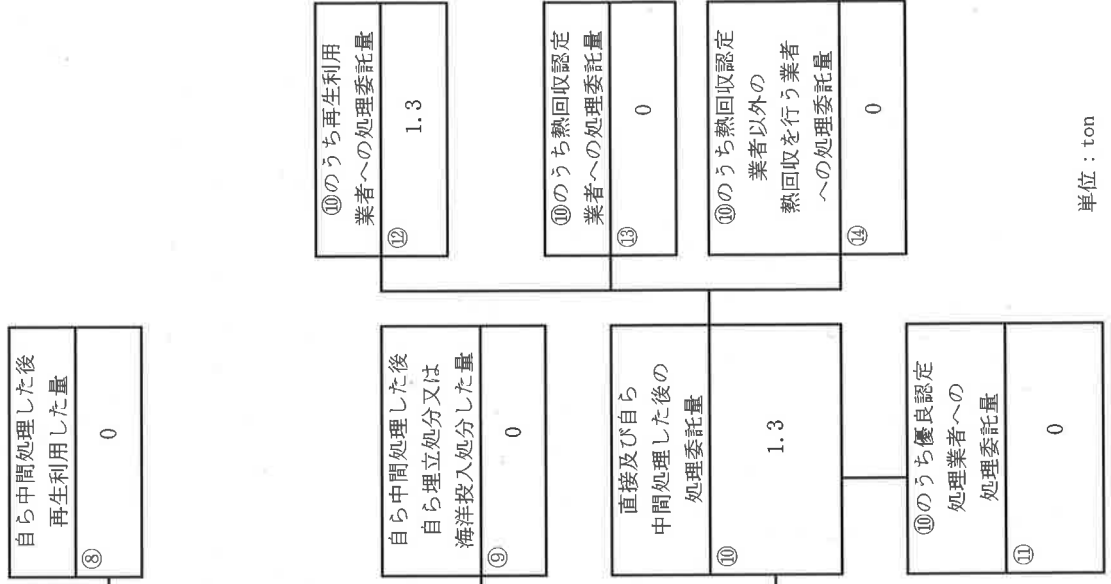 自ら中間処理した後
再生利用した量
⑧
0
自ら中間処理した後
自ら埋立処分又は
海洋投入処分した量
⑨
0
直接及び自ら
中間処理した後の
処理委託量
⑩
1.3
⑩のうち優良認定
処理業者への
処理委託量
⑪
0
⑩のうち再生利用
業者への処理委託量
⑫
1.3
⑩のうち熱回収認定
業者への処理委託量
⑬
0
⑩のうち熱回収認定
業者以外の
熱回収を行う業者
への処理委託量
⑭
0
単位：ton